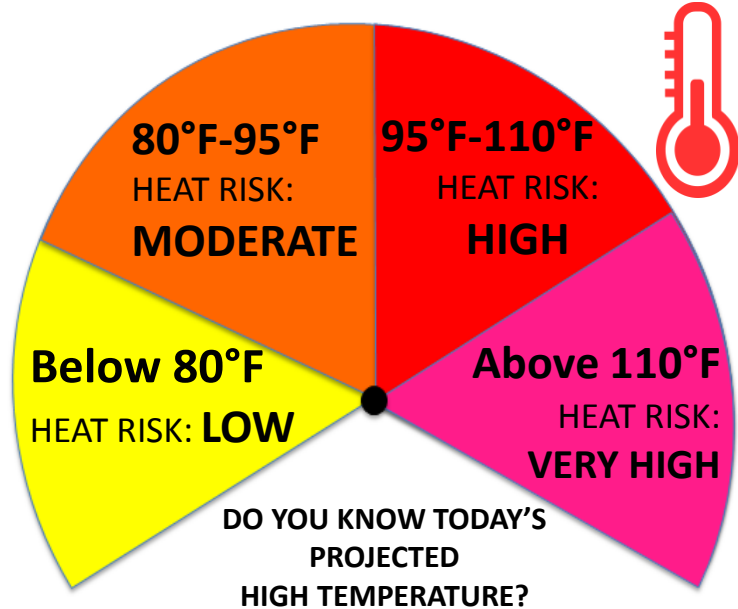 80°F-95°F
HEAT RISK:
MODERATE
95°F-110°F
HEAT RISK:
HIGH
Below 80°F
HEAT RISK: LOW
Above 110°F
HEAT RISK:
VERY HIGH
DO YOU KNOW TODAY'S
PROJECTED
HIGH TEMPERATURE?